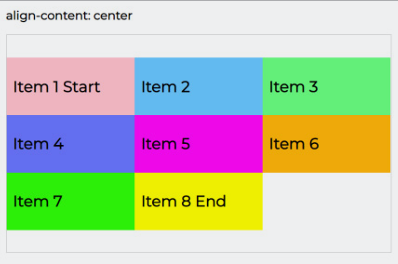 align-content: center
Item 1 Start
Item 2
Item 3
Item 4
Item 5
Item 6
Item 7
Item 8 End